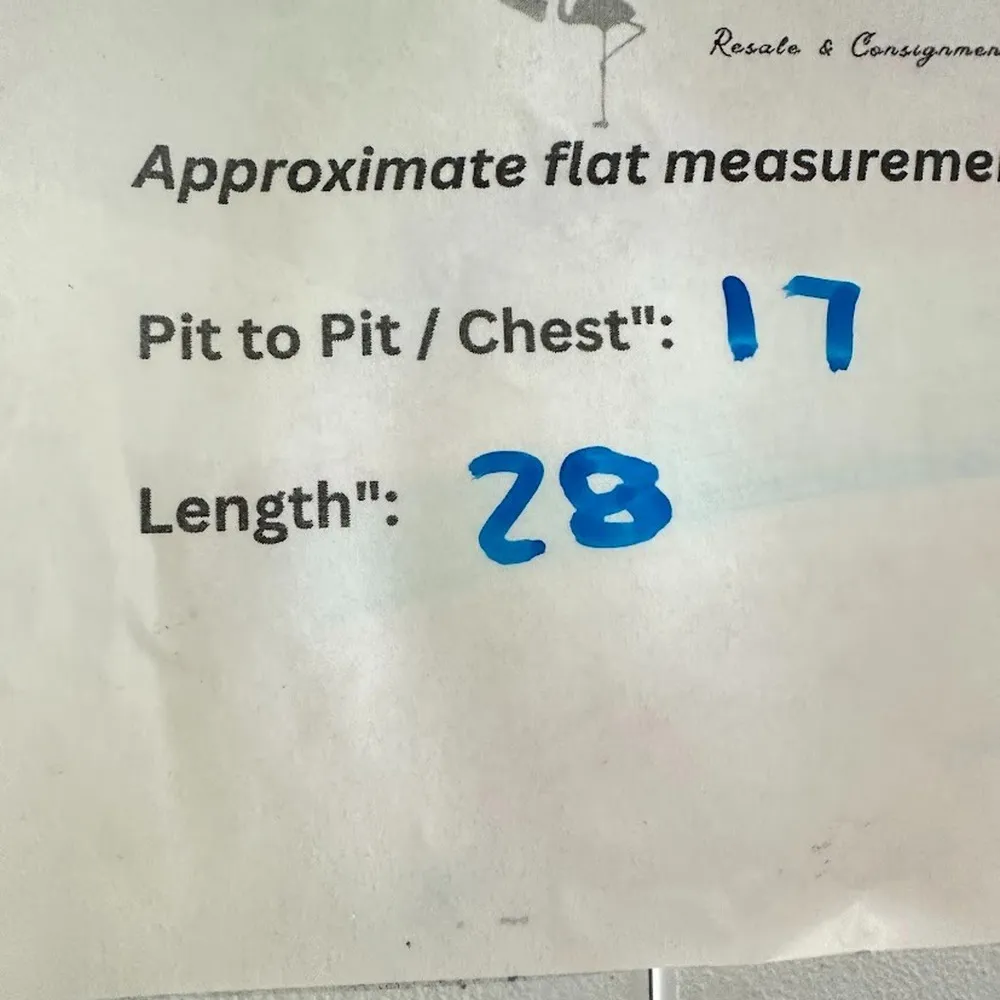 Resale & Consignmen
Approximate flat measureme
Pit to Pit / Chest": 17
Length": 28